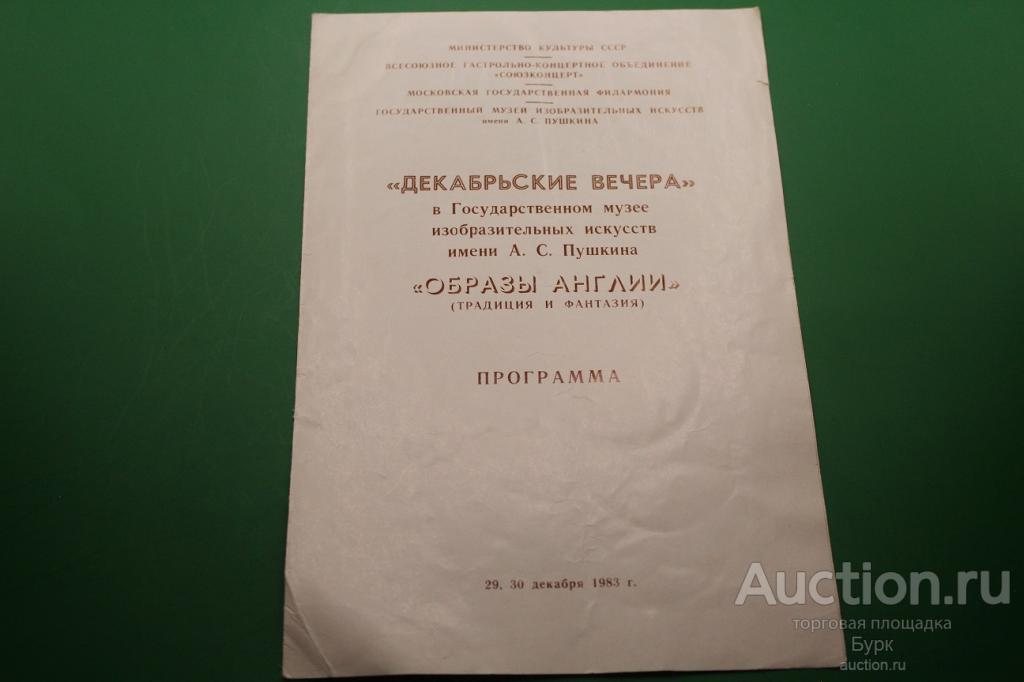 МИНИСТЕРСТВО КУЛЬТУРЫ СССР
ВСЕСОЮЗНОЕ ГАСТРОЛЬНО-КОНЦЕРТНОЕ ОБЪЕДИНЕНИЕ
«СОЮЗКОНЦЕРТ»
МОСКОВСКАЯ ГОСУДАРСТВЕННАЯ ФИЛАРМОНИЯ
ГОСУДАРСТВЕННЫЙ МУЗЕЙ ИЗОБРАЗИТЕЛЬНЫХ ИСКУССТВ
имени А. С. ПУШКИНА
«ДЕКАБРЬСКИЕ ВЕЧЕРА»
в Государственном музее
изобразительных искусств
имени А. С. Пушкина
«ОБРАЗЫ АНГЛИИ»
(ТРАДИЦИЯ И ФАНТАЗИЯ)
ПРОГРАММА
29, 30 декабря 1983 г.
Auction.ru
торговая площадка
Бурк
auction.ru